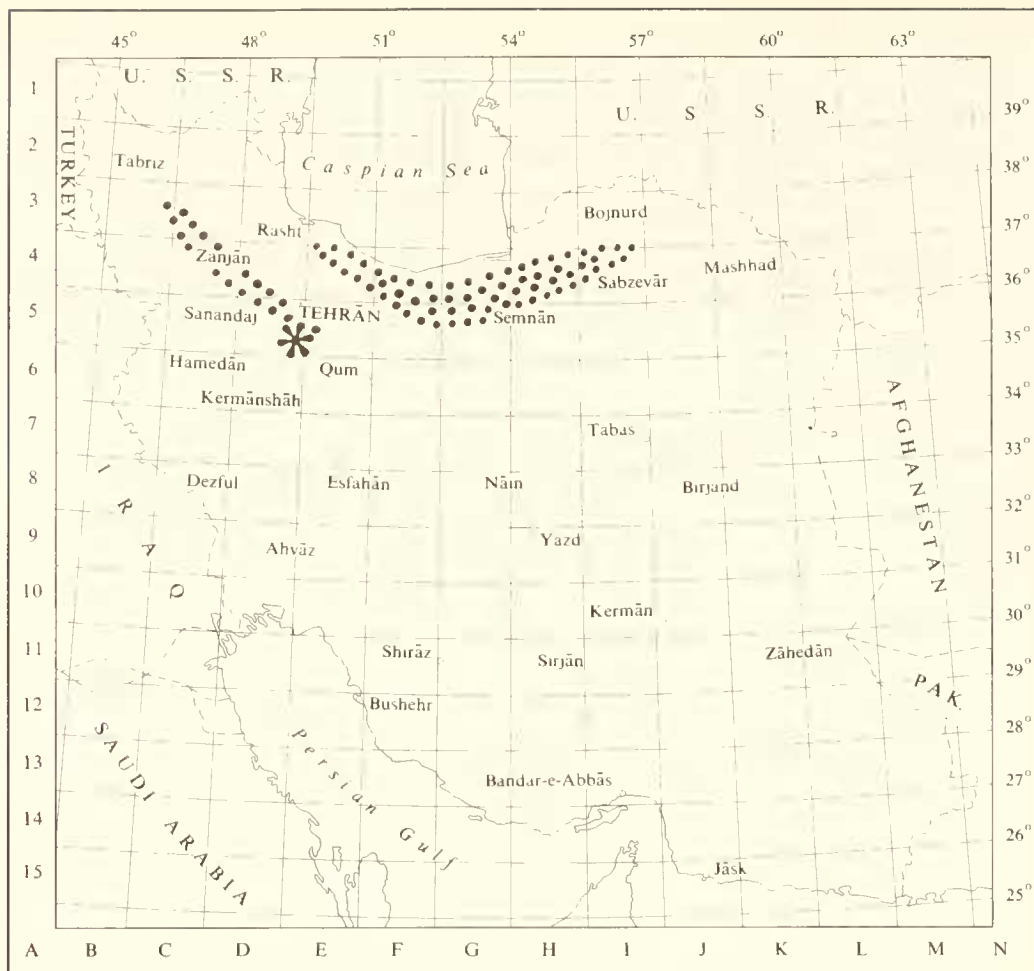 45° 48° 51° 54° 57° 60° 63°
1 U. S. S. R. U. S. S. R. 39°
2 TURKEY Tabriz Caspian Sea 38°
3 Bojnurd 37°
Rasht
4 Zanjān Mashhad 36°
Sabzevār
5 Sanandaj TEHRĀN Semnān 35°
6 Hamedān Qum 34°
Kermānshāh
7 Tabas 33°
AFGHANESTAN
8 Dezful Esfahān Nāin Birjand 32°
IRAQ
9 Ahvāz Yazd 31°
10 Kermān 30°
11 Shirāz Sirjān Zāhedān 29°
12 Bushehr PAK. 28°
SAUDI ARABIA
13 Persian Gulf Bandar-e-Abbās 27°
14 26°
15 Jāsk 25°
A B C D E F G H I J K L M N